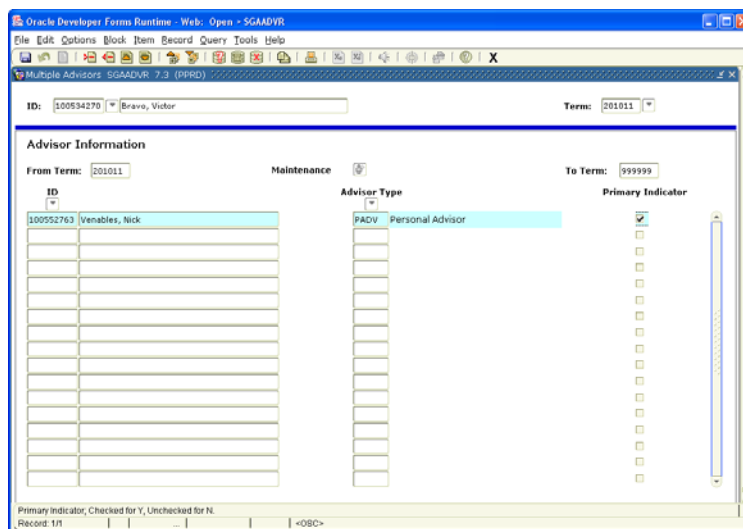 Oracle Developer Forms Runtime - Web: Open > SGAADVR
File Edit Options Block Item Record Query Tools Help
X
Multiple Advisors SGAADVR 7.3 (PPRD)
ID: 100534270 Bravo, Victor Term: 201011
Advisor Information
From Term: 201011 Maintenance To Term: 999999
ID Advisor Type Primary Indicator
100552763 Venables, Nick PADV Personal Advisor
Primary Indicator; Checked for Y, Unchecked for N.
Record: 1/1 ... <OSC>